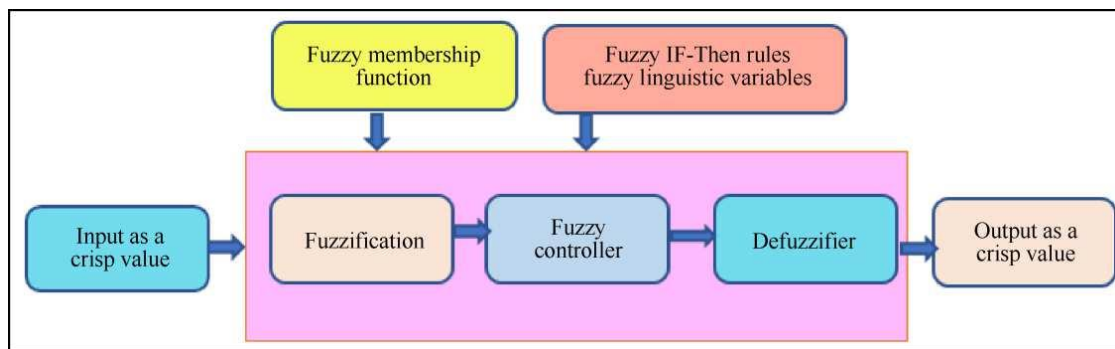 Fuzzy membership
function
Fuzzy IF-Then rules
fuzzy linguistic variables
Input as a
crisp value
Fuzzification
Fuzzy
controller
Defuzzifier
Output as a
crisp value